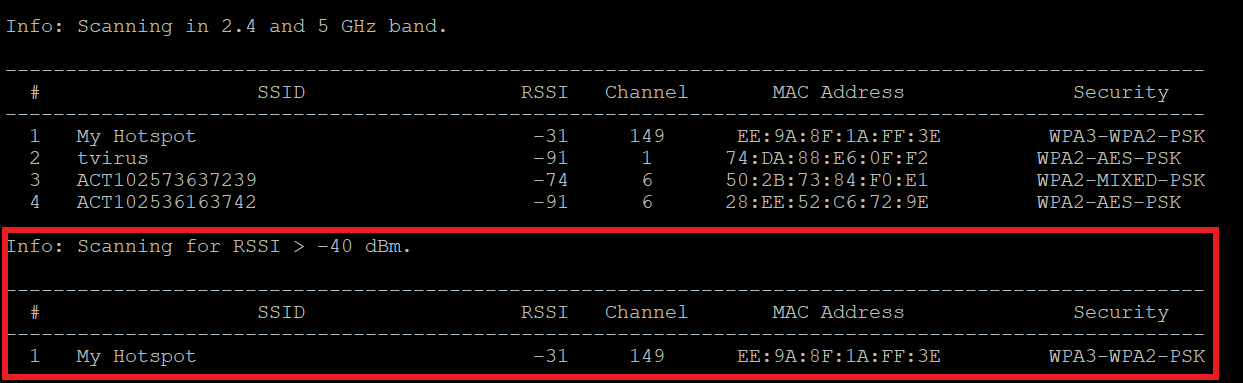 Info: Scanning in 2.4 and 5 GHz band.
----------------------------------------------------------------------------------------------------
# SSID RSSI Channel MAC Address Security
----------------------------------------------------------------------------------------------------
1 My Hotspot -31 149 EE:9A:8F:1A:FF:3E WPA3-WPA2-PSK
2 tvirus -91 1 74:DA:88:E6:0F:F2 WPA2-AES-PSK
3 ACT102573637239 -74 6 50:2B:73:84:F0:E1 WPA2-MIXED-PSK
4 ACT102536163742 -91 6 28:EE:52:C6:72:9E WPA2-AES-PSK
Info: Scanning for RSSI > -40 dBm.
----------------------------------------------------------------------------------------------------
# SSID RSSI Channel MAC Address Security
----------------------------------------------------------------------------------------------------
1 My Hotspot -31 149 EE:9A:8F:1A:FF:3E WPA3-WPA2-PSK